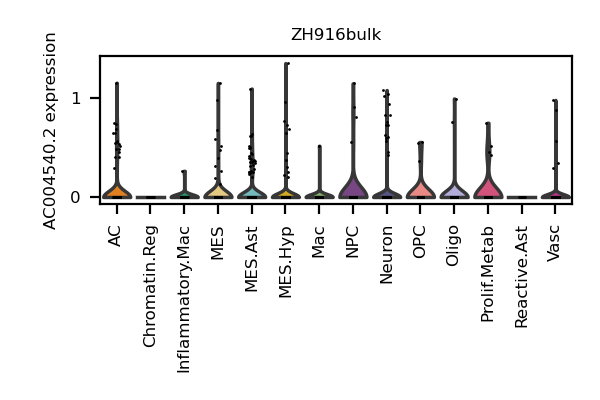 ZH916bulk
AC004540.2 expression
1
0
AC
Chromatin.Reg
Inflammatory.Mac
MES
MES.Ast
MES.Hyp
Mac
NPC
Neuron
OPC
Oligo
Prolif.Metab
Reactive.Ast
Vasc